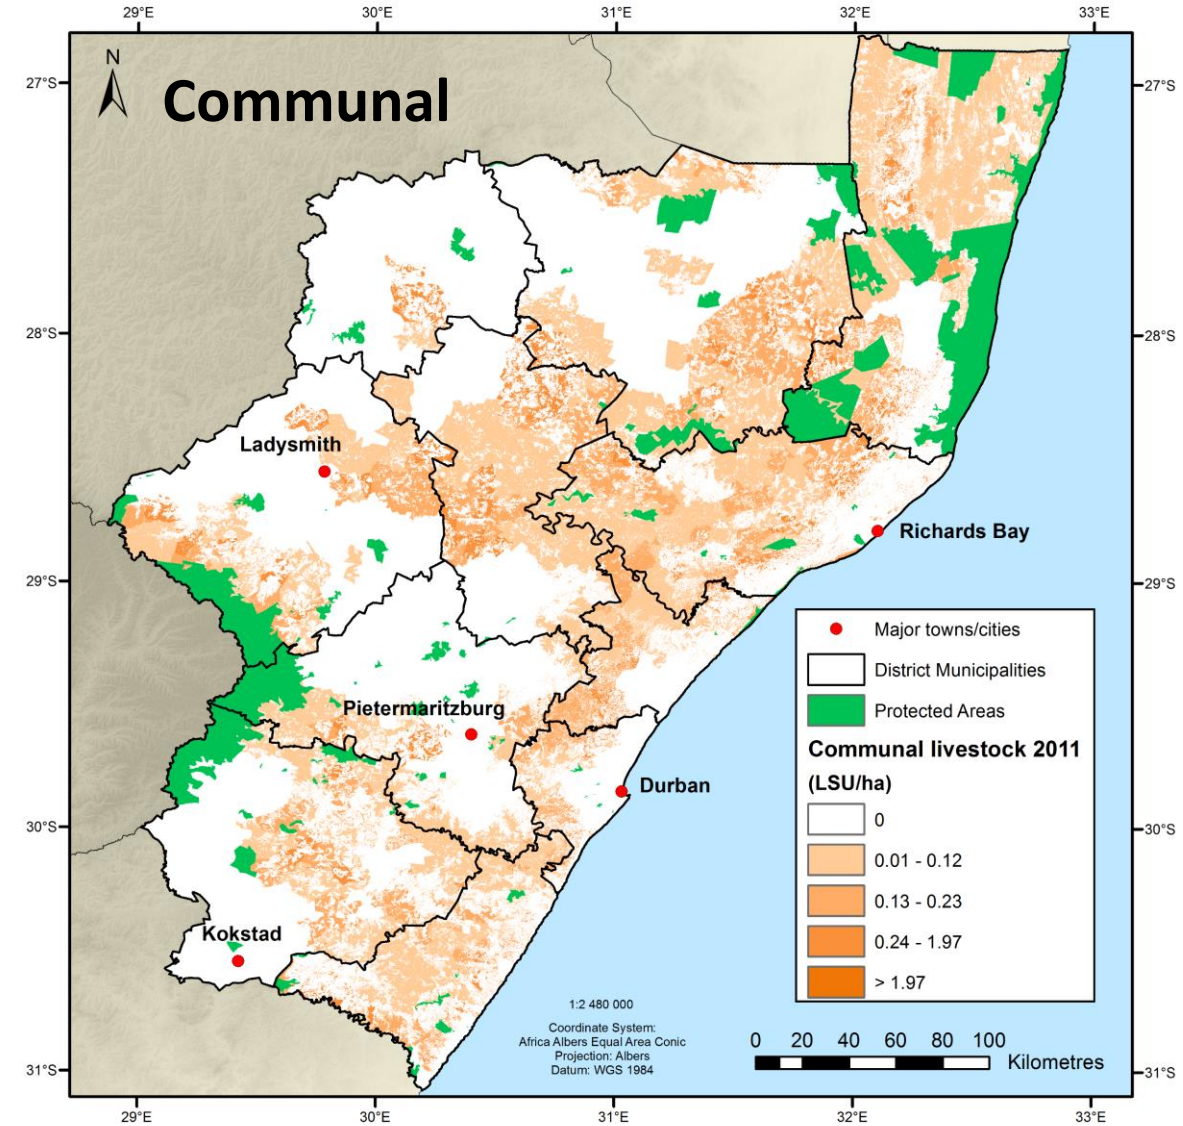 29°E 30°E 31°E 32°E 33°E
N
Communal
27°S 27°S
28°S 28°S
Ladysmith
Richards Bay
29°S 29°S
Major towns/cities
District Municipalities
Protected Areas
Pietermaritzburg
Communal livestock 2011
(LSU/ha)
Durban
0
30°S 30°S
0.01 - 0.12
0.13 - 0.23
Kokstad
0.24 - 1.97
> 1.97
1:2 480 000
Coordinate System:
Africa Albers Equal Area Conic
Projection: Albers
Datum: WGS 1984
0 20 40 60 80 100
Kilometres
31°S 31°S
29°E 30°E 31°E 32°E 33°E